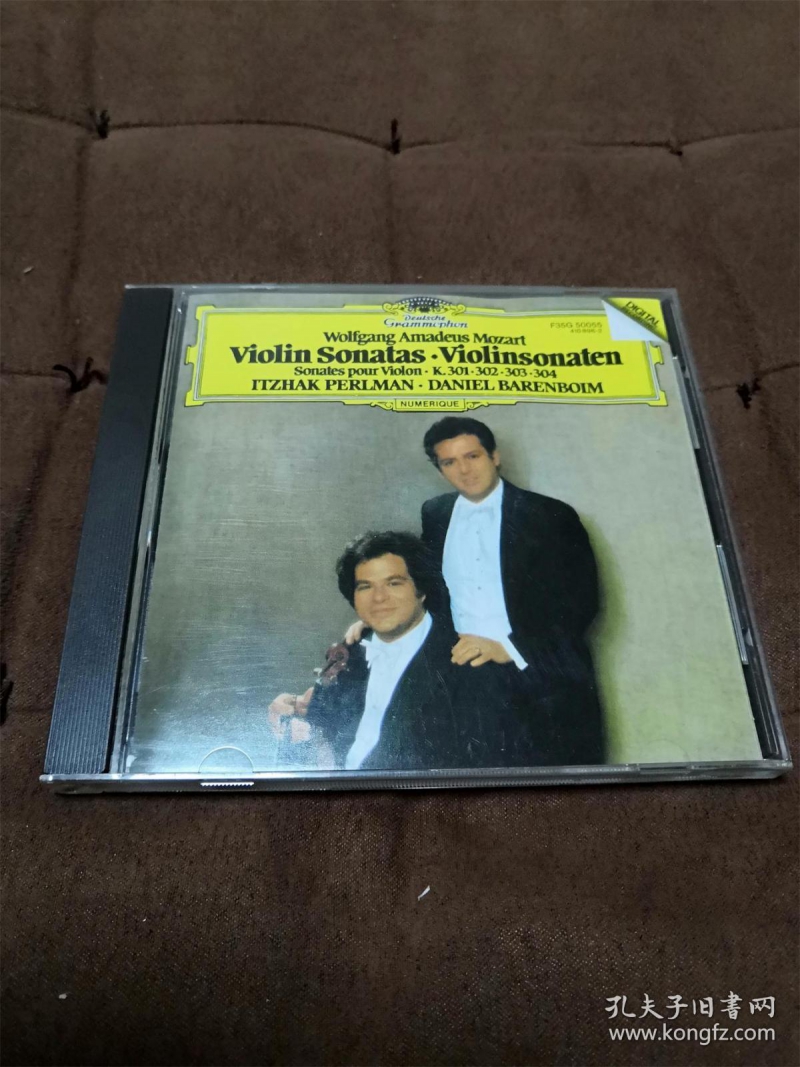 Deutsche
Grammophon
Wolfgang Amadeus Mozart
F35G 50055
DIGITAL
Violin Sonatas · Violinsonaten
Sonates pour Violon · K. 301 · 302 · 303 · 304
ITZHAK PERLMAN · DANIEL BARENBOIM
NUMERIQUE
孔夫子旧书网
www.kongfz.com